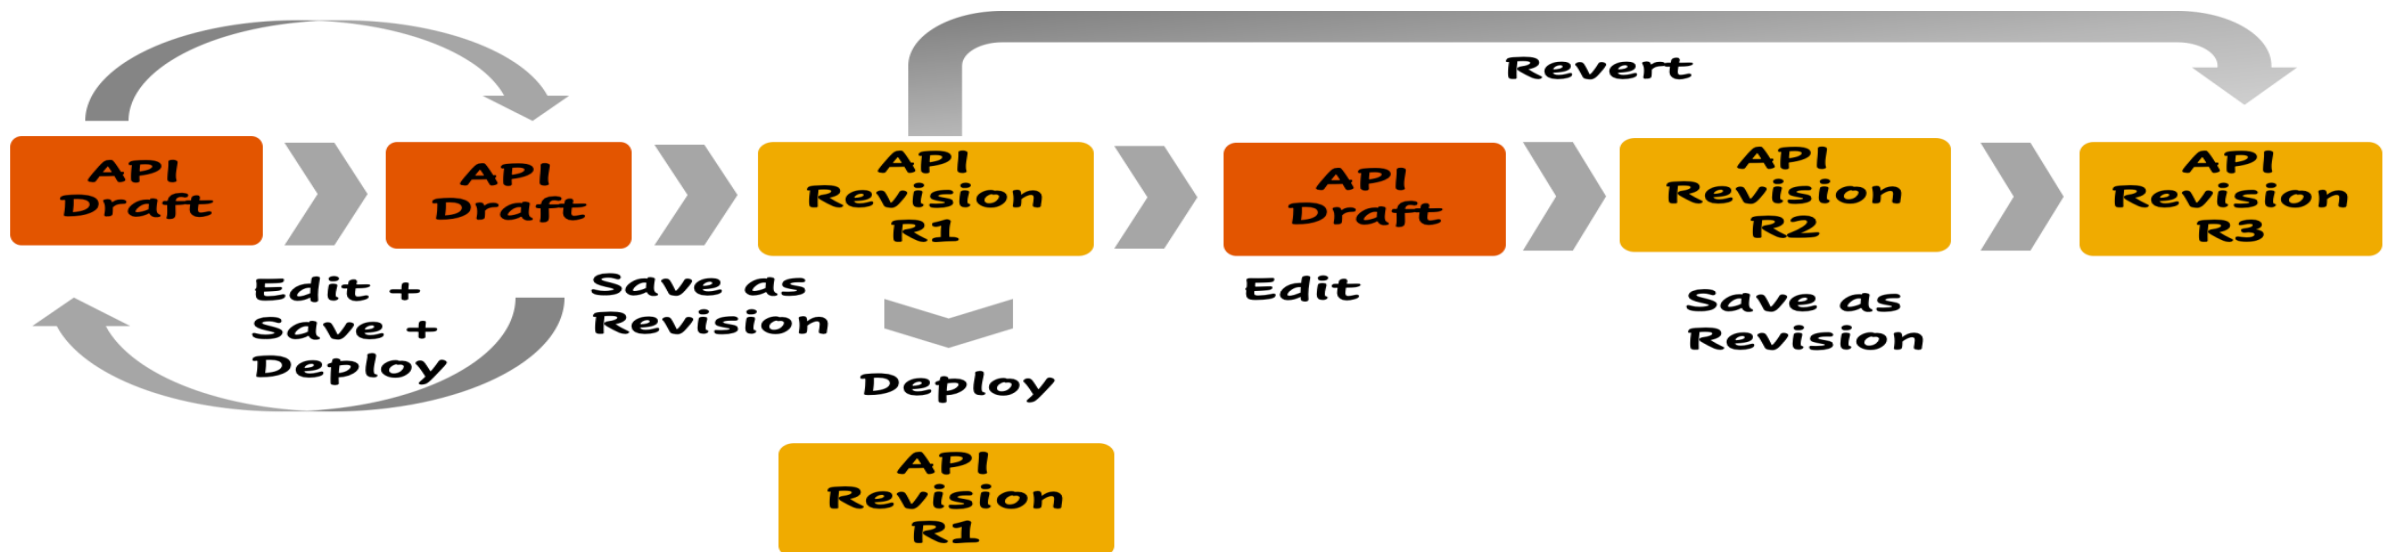 Revert
API
Draft
API
Draft
API
Revision
R1
API
Draft
API
Revision
R2
API
Revision
R3
Edit +
Save +
Deploy
Save as
Revision
Edit
Save as
Revision
Deploy
API
Revision
R1